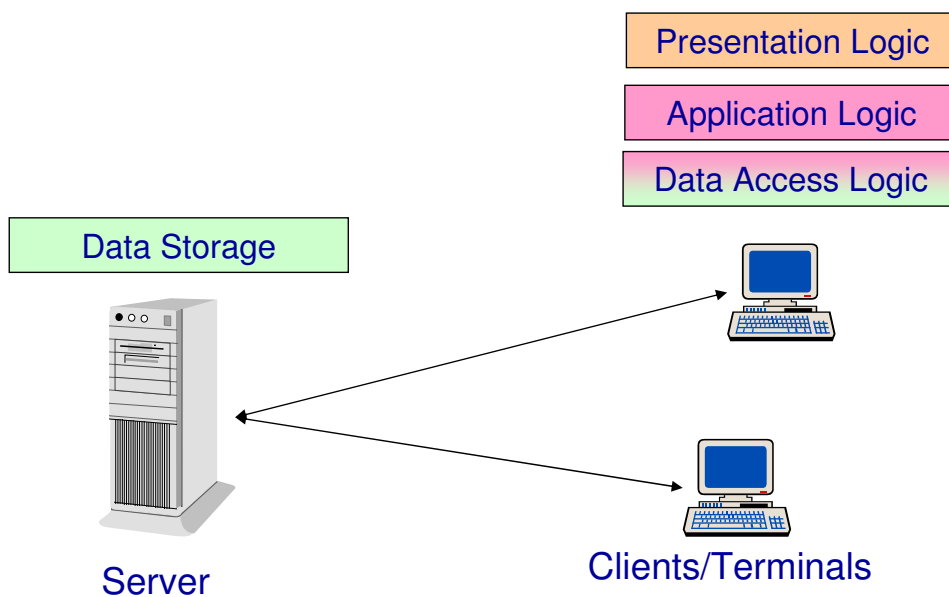 Presentation Logic
Application Logic
Data Access Logic
Data Storage
Server
Clients/Terminals